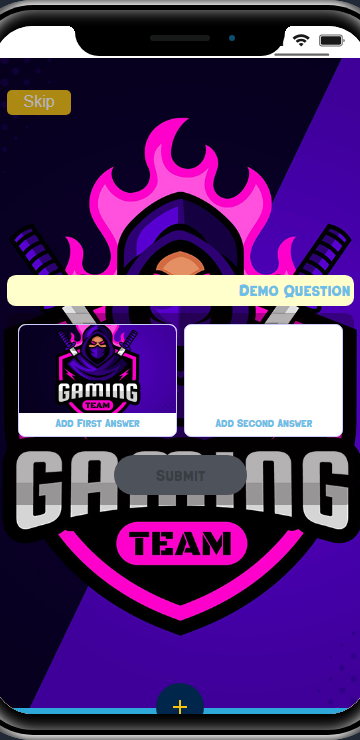 Skip
DEMO QUESTION
GAMING
TEAM
ADD FIRST ANSWER
ADD SECOND ANSWER
SUBMIT
GAMING
TEAM
+